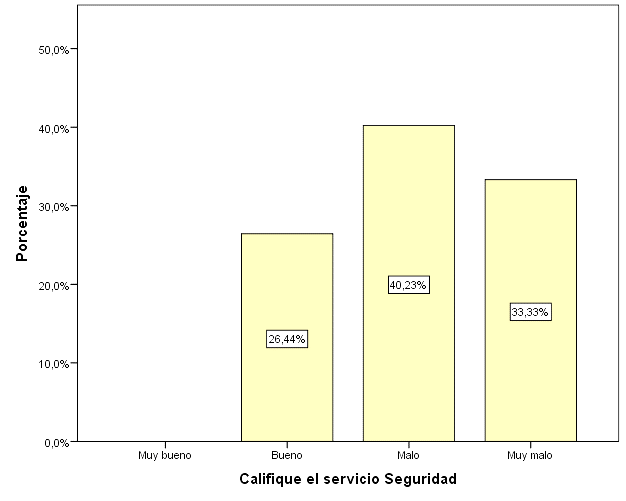 Porcentaje
50,0%
40,0%
30,0%
20,0%
10,0%
0,0%
26,44%
40,23%
33,33%
Muy bueno
Bueno
Malo
Muy malo
Califique el servicio Seguridad